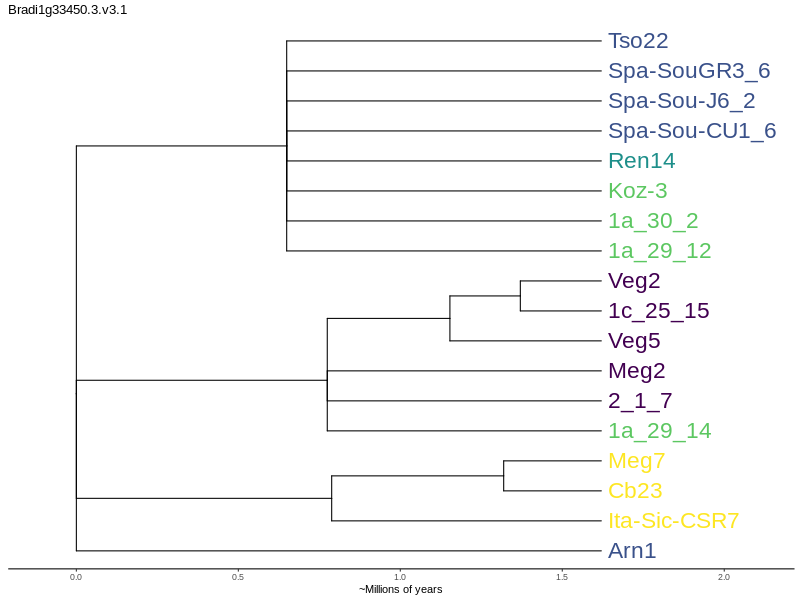 Bradi1g33450.3.v3.1
Tso22
Spa-SouGR3_6
Spa-Sou-J6_2
Spa-Sou-CU1_6
Ren14
Koz-3
1a_30_2
1a_29_12
Veg2
1c_25_15
Veg5
Meg2
2_1_7
1a_29_14
Meg7
Cb23
Ita-Sic-CSR7
Arn1
0.0 0.5 1.0 1.5 2.0
~Millions of years